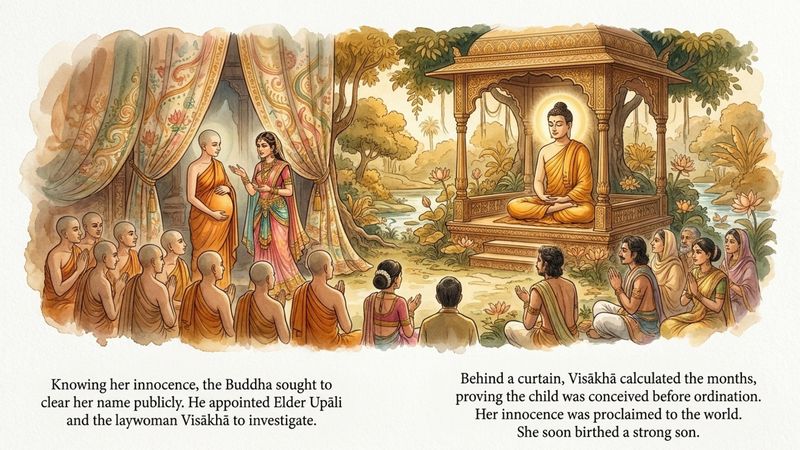 Knowing her innocence, the Buddha sought to
clear her name publicly. He appointed Elder Upāli
and the laywoman Visākhā to investigate.
Behind a curtain, Visākhā calculated the months,
proving the child was conceived before ordination.
Her innocence was proclaimed to the world.
She soon birthed a strong son.